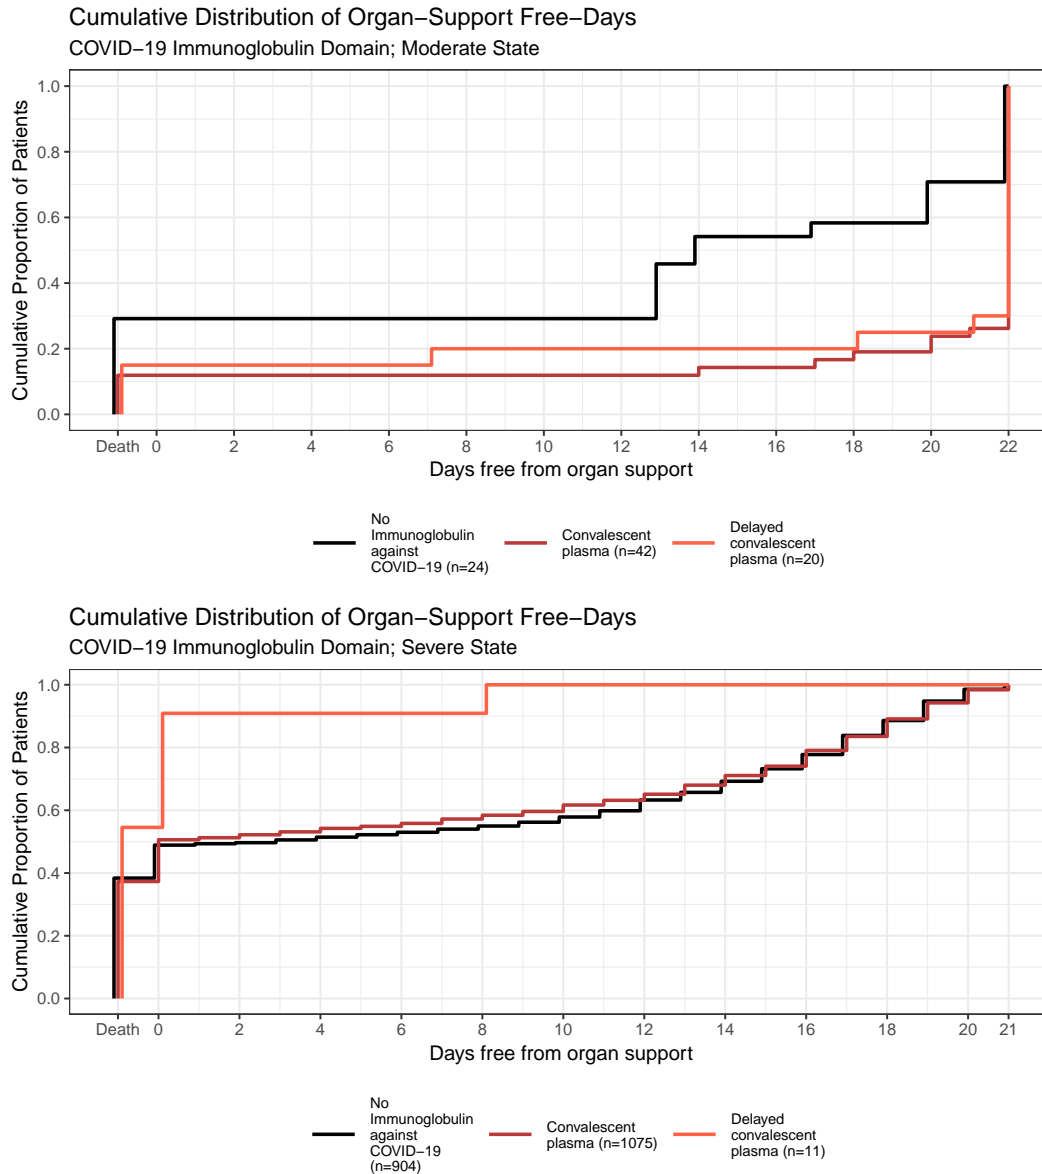 Cumulative Distribution of Organ−Support Free−Days
COVID−19 Immunoglobulin Domain; Moderate State
Cumulative Proportion of Patients
1.0
0.8
0.6
0.4
0.2
0.0
Death 0 2 4 6 8 10 12 14 16 18 20 22
Days free from organ support
No
Immunoglobulin
against
COVID−19 (n=24)
Convalescent
plasma (n=42)
Delayed
convalescent
plasma (n=20)
Cumulative Distribution of Organ−Support Free−Days
COVID−19 Immunoglobulin Domain; Severe State
Cumulative Proportion of Patients
1.0
0.8
0.6
0.4
0.2
0.0
Death 0 2 4 6 8 10 12 14 16 18 20 21
Days free from organ support
No
Immunoglobulin
against
COVID−19
(n=904)
Convalescent
plasma (n=1075)
Delayed
convalescent
plasma (n=11)